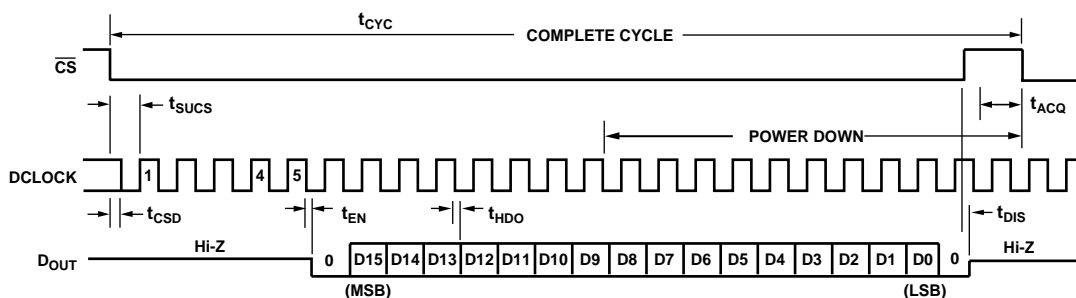 tCYC
COMPLETE CYCLE
CS
tSUCS
tACQ
POWER DOWN
DCLOCK
1 4 5
tCSD
tEN
tHDO
tDIS
Hi-Z
Hi-Z
DOUT
0 D15 D14 D13 D12 D11 D10 D9 D8 D7 D6 D5 D4 D3 D2 D1 D0 0
(MSB)
(LSB)